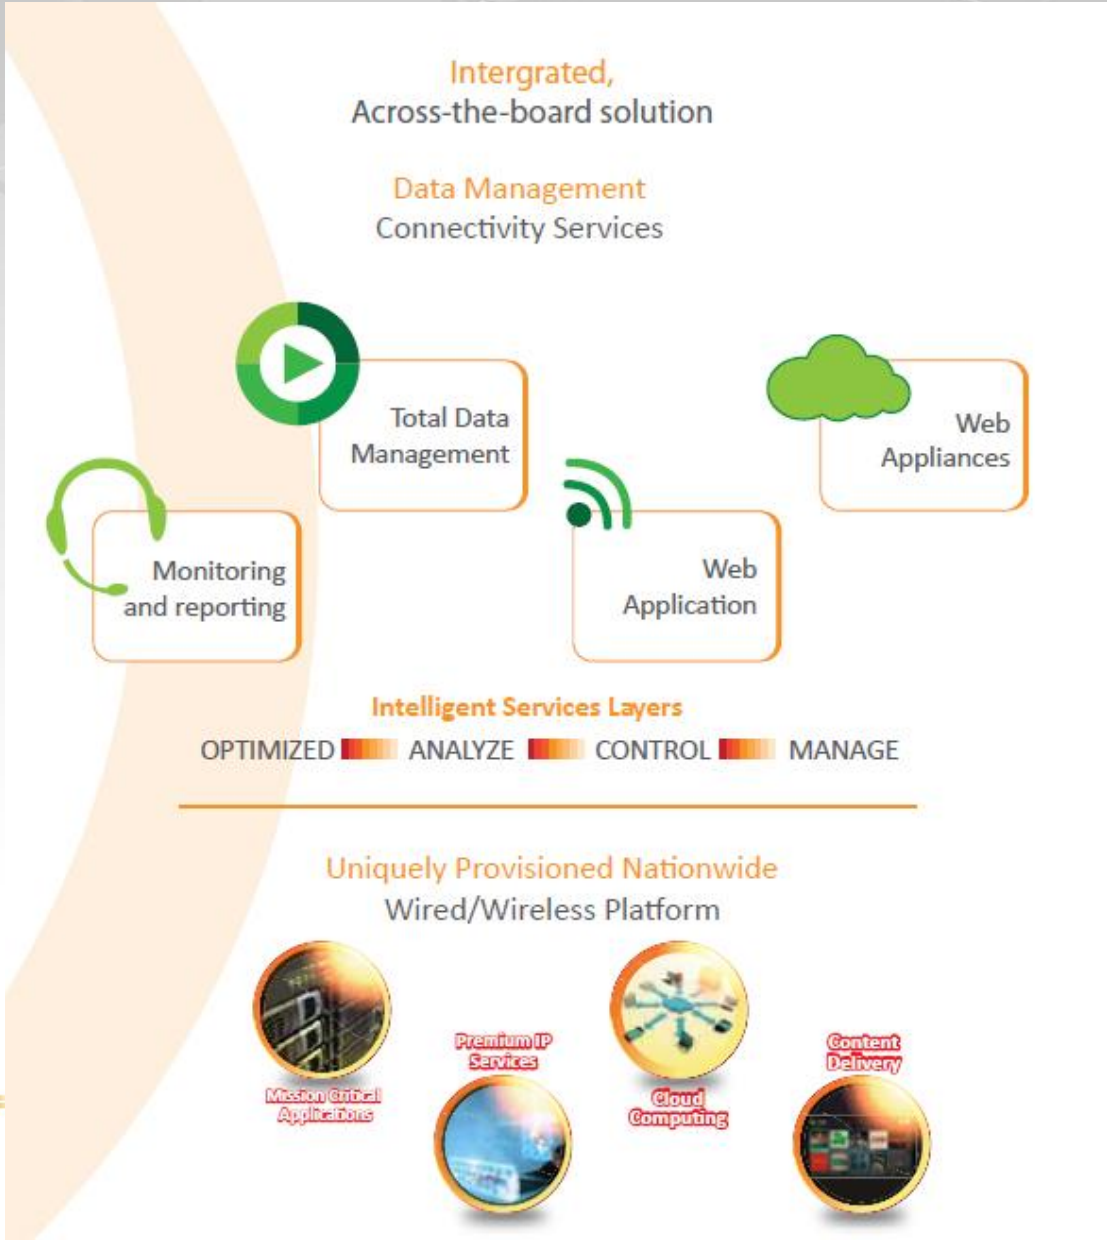 Intergrated,
Across-the-board solution
Data Management
Connectivity Services
Total Data
Management
Web
Appliances
Monitoring
and reporting
Web
Application
Intelligent Services Layers
OPTIMIZED ANALYZE CONTROL MANAGE
Uniquely Provisioned Nationwide
Wired/Wireless Platform
Mission Critical
Applications
Premium IP
Services
Cloud
Computing
Content
Delivery